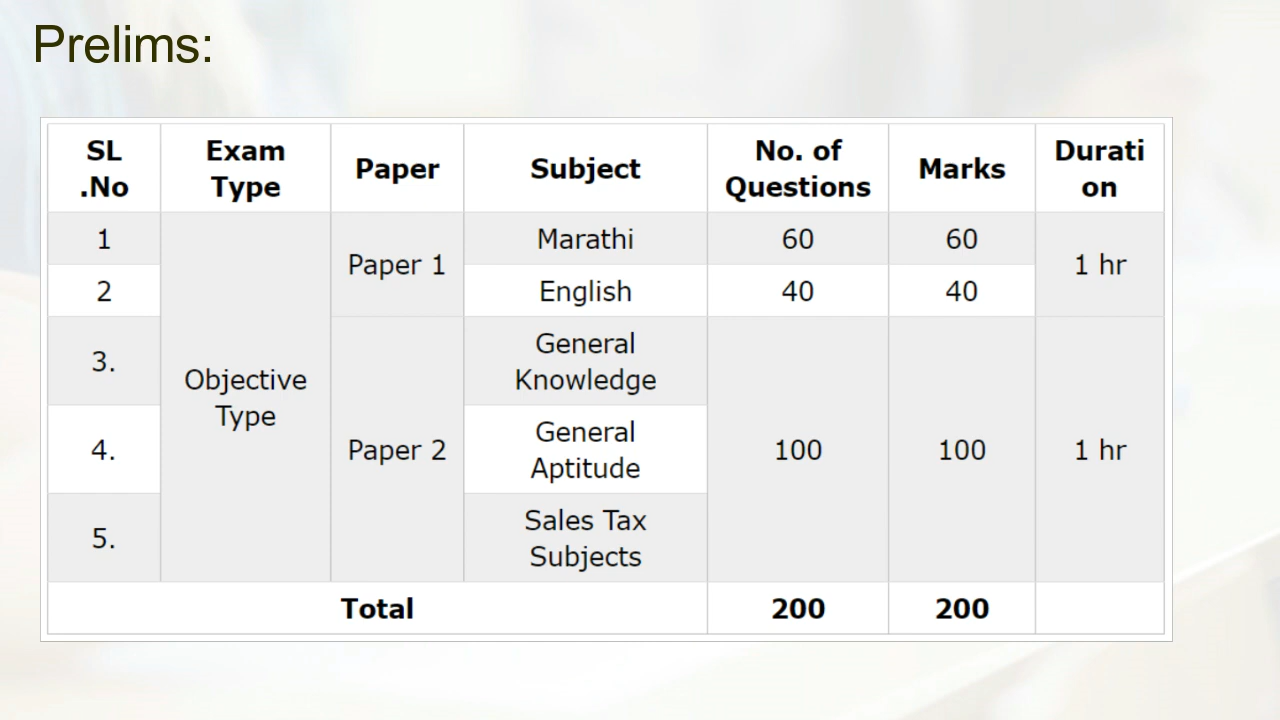 Prelims:
SL .No Exam Type Paper Subject No. of Questions Marks Durati on
1 Objective Type Paper 1 Marathi 60 60 1 hr
2 English 40 40
3. Paper 2 General Knowledge 100 100 1 hr
4. General Aptitude
5. Sales Tax Subjects
Total 200 200